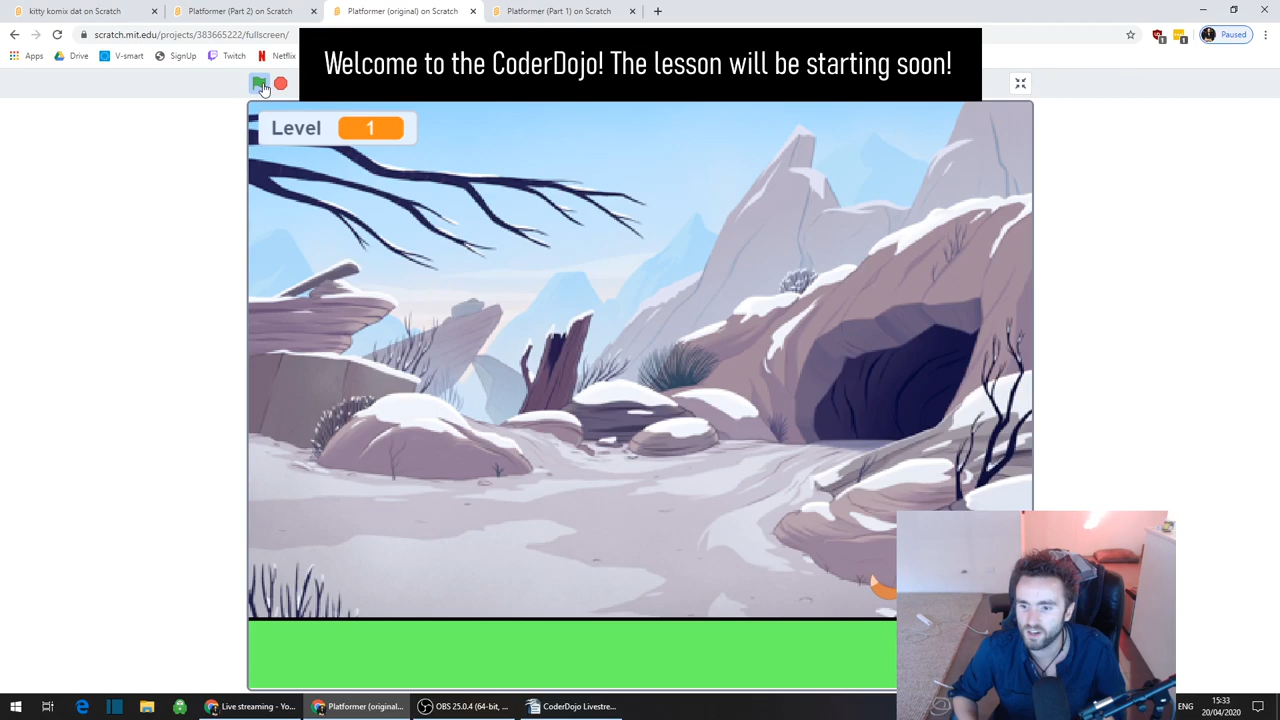 kitty komix dat on Scratch
Platformer (Part 2) on Scratch
Platformer (original) on Scratch
Platformer (Part 1) on Scratch
scratch.mit.edu/projects/383665222/fullscreen/
Paused
Apps
Drive
V-smart
SignUp
Twitch
Netfli
Welcome to the CoderDojo! The lesson will be starting soon!
Level 1
Live streaming - Yo...
Platformer (origina...
OBS 25.0.4 (64-bit, ...
CoderDojo Livestre...
ENG
15:33
20/04/2020